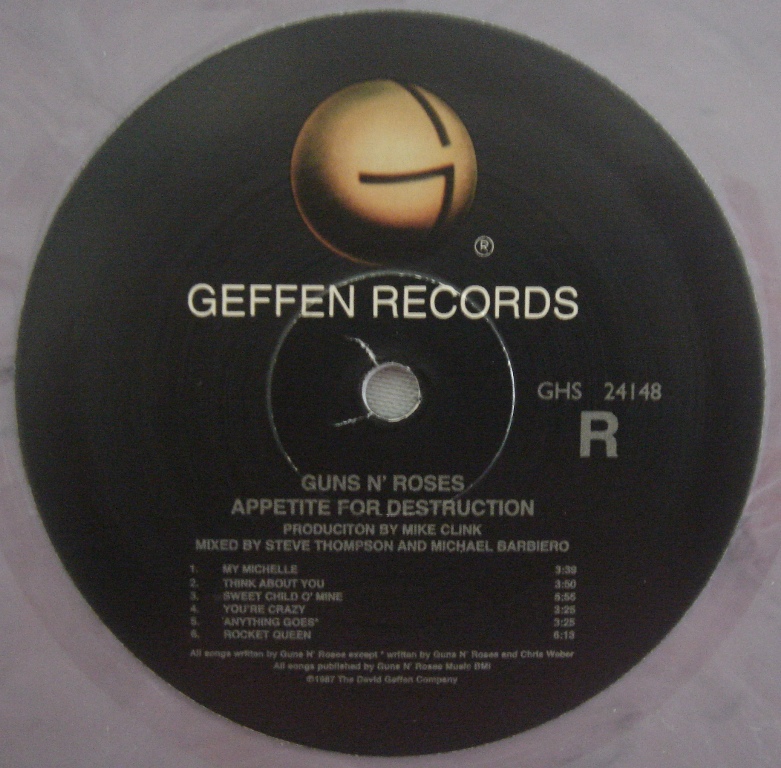 ®
GEFFEN RECORDS
GHS 24148
R
GUNS N' ROSES
APPETITE FOR DESTRUCTION
PRODUCITON BY MIKE CLINK
MIXED BY STEVE THOMPSON AND MICHAEL BARBIERO
1. MY MICHELLE 3:39
2. THINK ABOUT YOU 3:50
3. SWEET CHILD O' MINE 5:55
4. YOU'RE CRAZY 3:25
5. ANYTHING GOES* 3:25
6. ROCKET QUEEN 6:13
All songs written by Guns N' Roses except * written by Guns N' Roses and Chris Weber
All songs published by Guns N' Roses Music BMI
©1987 The David Geffen Company